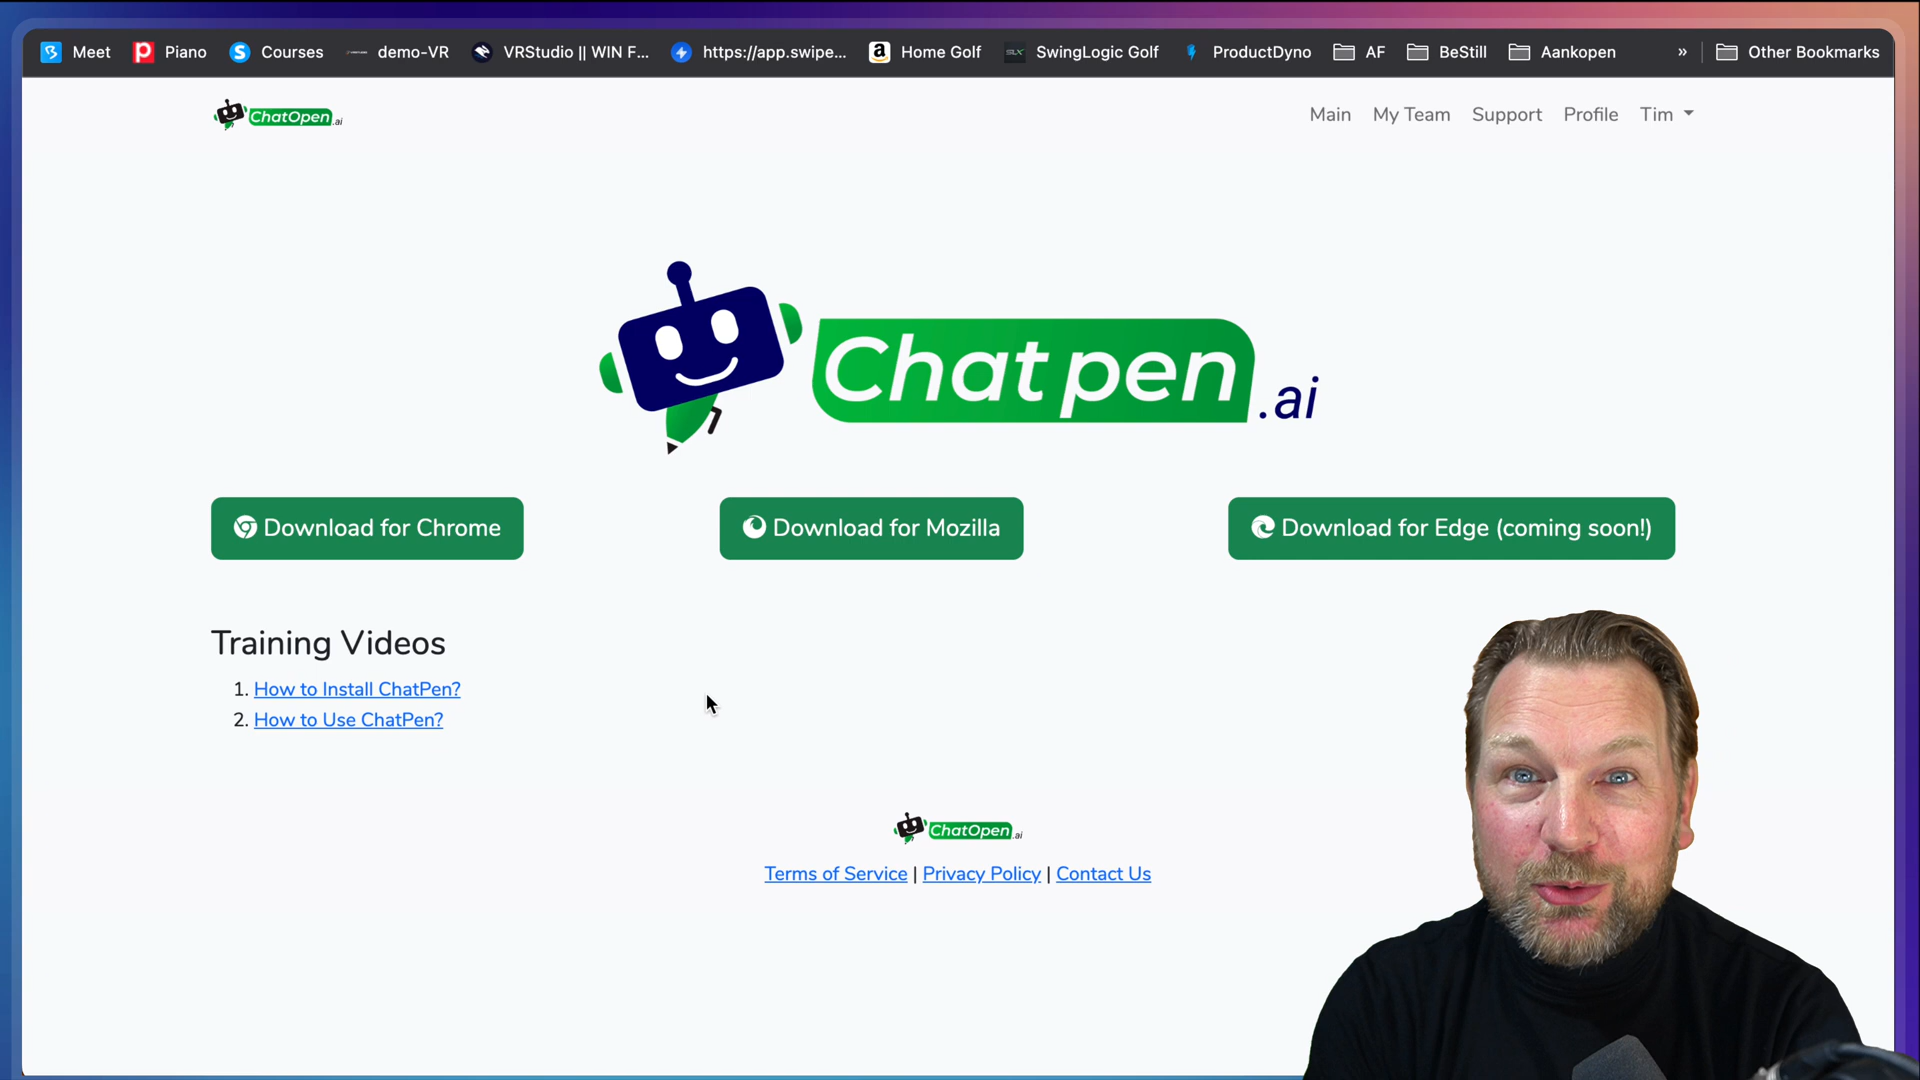 Meet Piano Courses demo-VR VRStudio || WIN F... https://app.swipe... Home Golf SwingLogic Golf ProductDyno AF BeStill Aankopen » Other Bookmarks
ChatOpen.ai Main My Team Support Profile Tim
Chatpen.ai
Download for Chrome Download for Mozilla Download for Edge (coming soon!)
Training Videos
1. How to Install ChatPen?
2. How to Use ChatPen?
ChatOpen.ai
Terms of Service | Privacy Policy | Contact Us